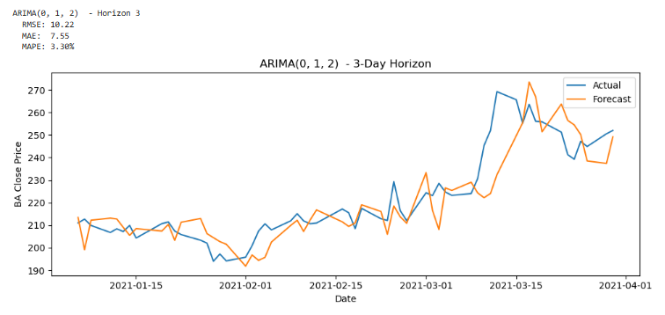 ARIMA(0, 1, 2)  - Horizon 3
RMSE: 10.22
MAE:  7.55
MAPE: 3.30%
ARIMA(0, 1, 2)  - 3-Day Horizon
Actual
Forecast
270
260
250
240
230
220
210
200
190
BA Close Price
2021-01-15
2021-02-01
2021-02-15
2021-03-01
2021-03-15
2021-04-01
Date